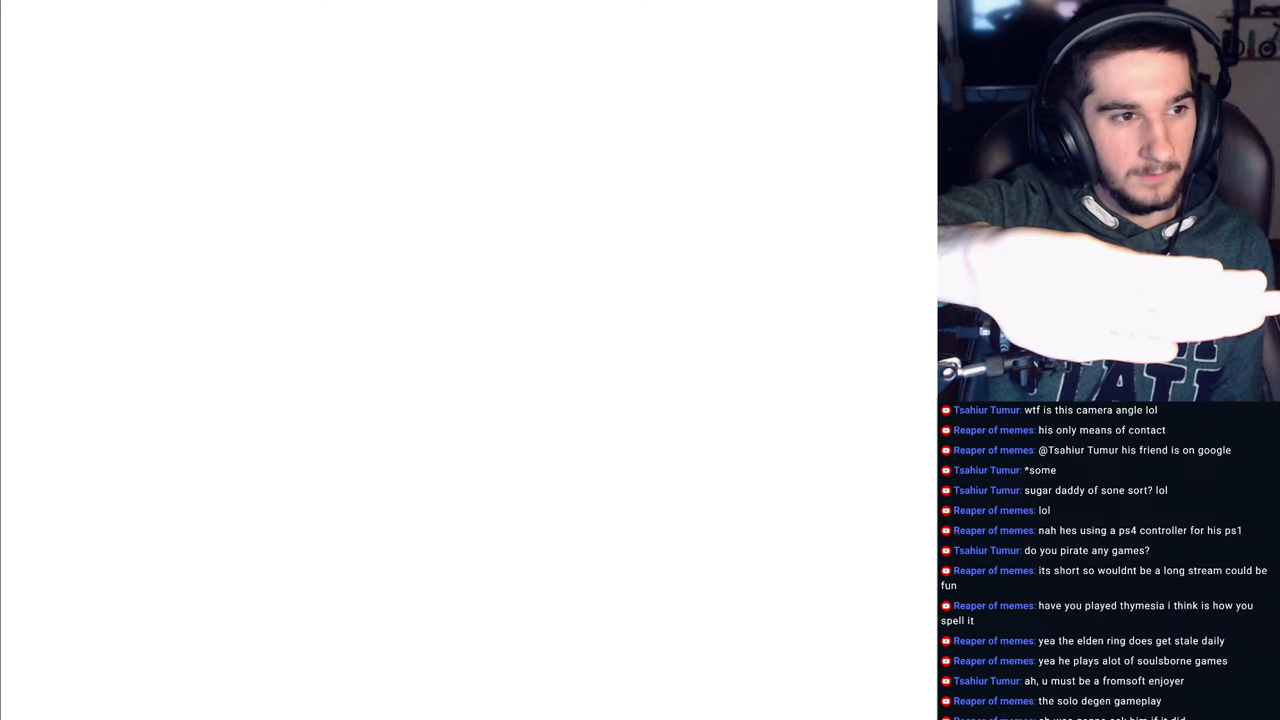 TATE
Tsahiur Tumur: wtf is this camera angle lol
Reaper of memes: his only means of contact
Reaper of memes: @Tsahiur Tumur his friend is on google
Tsahiur Tumur: *some
Tsahiur Tumur: sugar daddy of sone sort? lol
Reaper of memes: lol
Reaper of memes: nah hes using a ps4 controller for his ps1
Tsahiur Tumur: do you pirate any games?
Reaper of memes: its short so wouldnt be a long stream could be
fun
Reaper of memes: have you played thymesia i think is how you
spell it
Reaper of memes: yea the elden ring does get stale daily
Reaper of memes: yea he plays alot of soulsborne games
Tsahiur Tumur: ah, u must be a fromsoft enjoyer
Reaper of memes: the solo degen gameplay